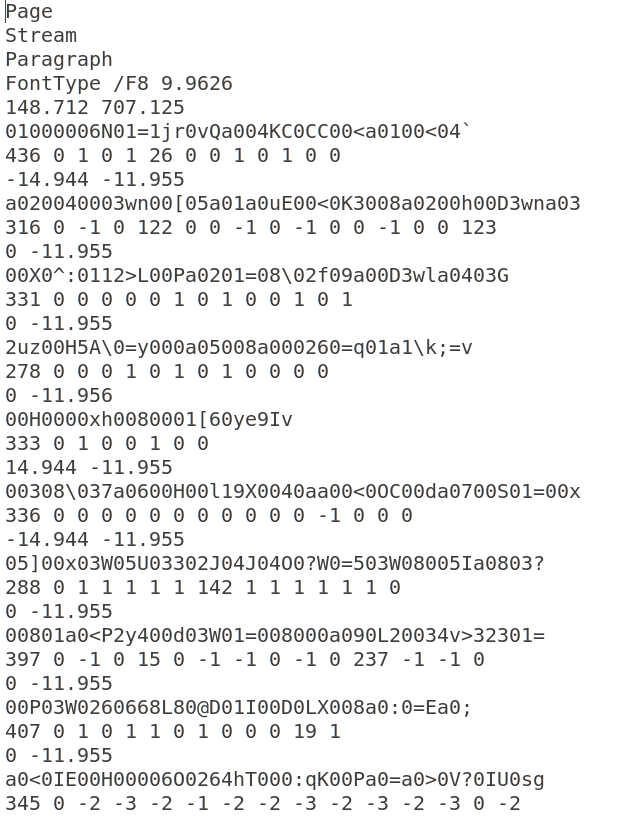 Page
Stream
Paragraph
FontType /F8 9.9626
148.712 707.125
01000006N01=1jr0vQa004KC0CC00<a0100<04`
436 0 1 0 1 26 0 0 1 0 1 0 0
-14.944 -11.955
a020040003wn00[05a01a0uE00<0K3008a0200h00D3wna03
316 0 -1 0 122 0 0 -1 0 -1 0 0 -1 0 0 123
0 -11.955
00X0^:0112>L00Pa0201=08\02f09a00D3wla0403G
331 0 0 0 0 0 1 0 1 0 0 1 0 1
0 -11.955
2uz00H5A\0=y000a05008a000260=q01a1\k;=v
278 0 0 0 1 0 1 0 1 0 0 0 0
0 -11.956
00H0000xh0080001[60ye9Iv
333 0 1 0 0 1 0 0
14.944 -11.955
00308\037a0600H00l19X0040aa00<0OC00da0700S01=00x
336 0 0 0 0 0 0 0 0 0 0 0 -1 0 0 0
-14.944 -11.955
05]00x03W05U03302J04J04O0?W0=503W08005Ia0803?
288 0 1 1 1 1 1 142 1 1 1 1 1 1 0
0 -11.955
00801a0<P2y400d03W01=008000a090L20034v>32301=
397 0 -1 0 15 0 -1 -1 0 -1 0 237 -1 -1 0
0 -11.955
00P03W0260668L80@D01I00D0LX008a0:0=Ea0;
407 0 1 0 1 1 0 1 0 0 0 19 1
0 -11.955
a0<0IE00H00006O0264hT000:qK00Pa0=a0>0V?0IU0sg
345 0 -2 -3 -2 -1 -2 -2 -3 -2 -3 -2 -3 0 -2